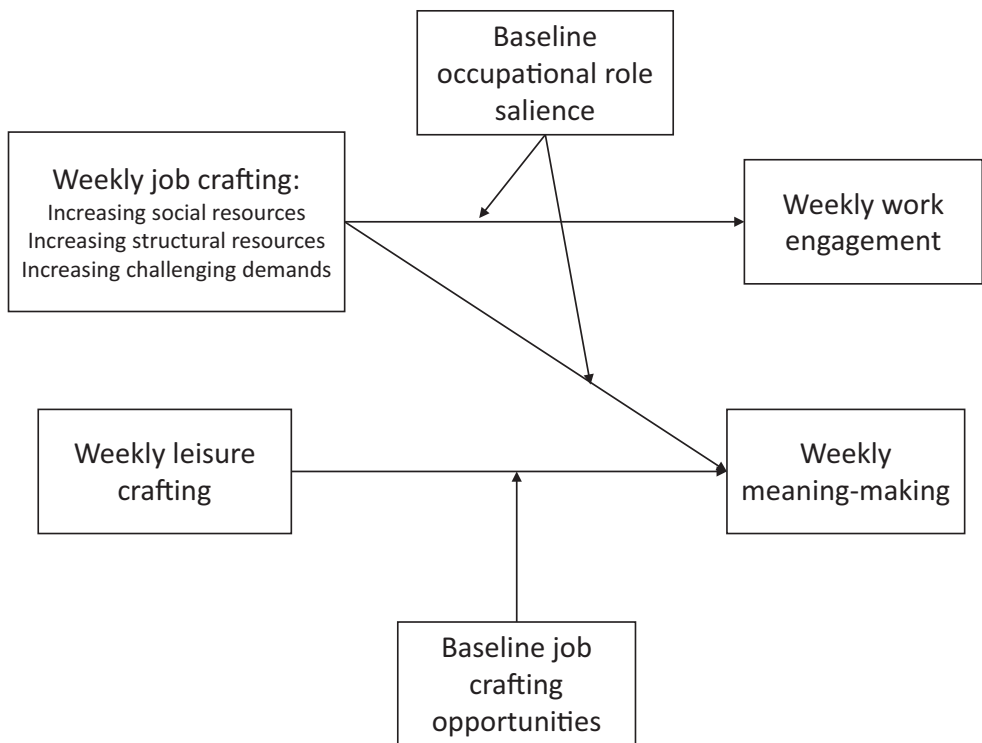 Baseline
occupational role
salience
Weekly job crafting:
Increasing social resources
Increasing structural resources
Increasing challenging demands
Weekly work
engagement
Weekly leisure
crafting
Weekly
meaning-making
Baseline job
crafting
opportunities